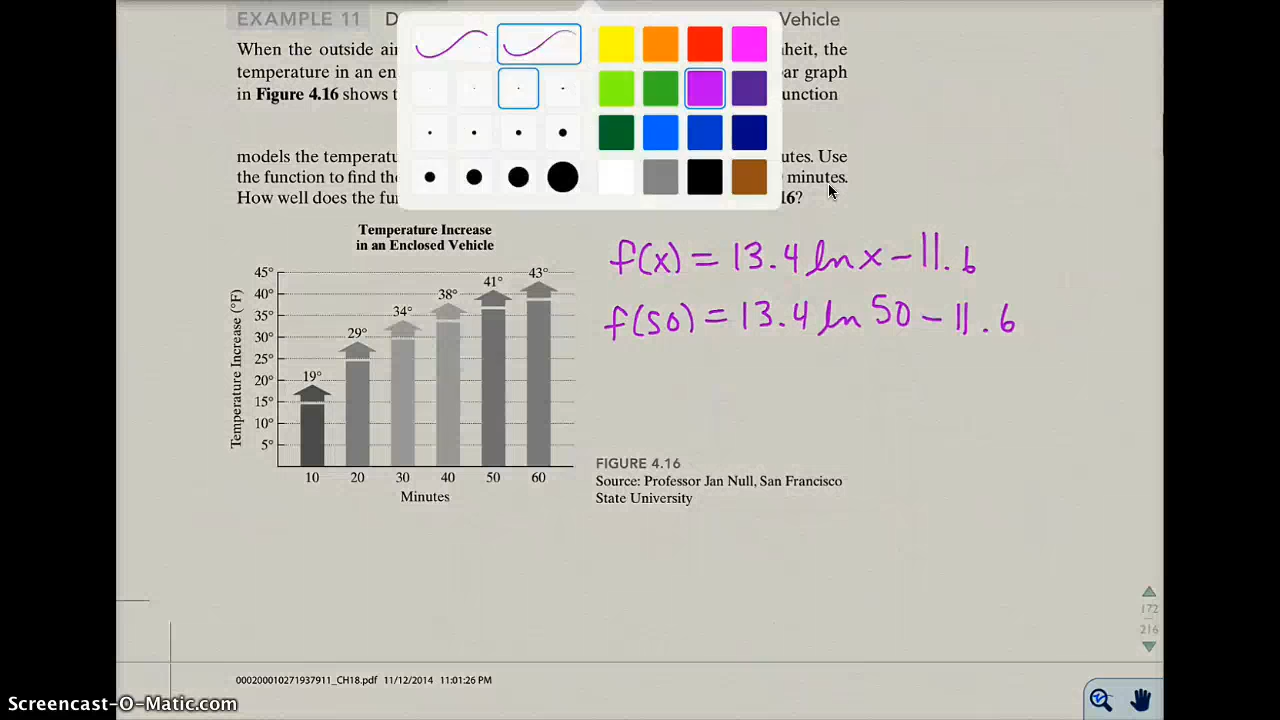 EXAMPLE 11 D Vehicle
When the outside ai heit, the
temperature in an en ar graph
in Figure 4.16 shows t unction
models the temperatu utes. Use
the function to find the minutes.
How well does the fu 16?
Temperature Increase
in an Enclosed Vehicle
f(x) = 13.4 ln x - 11.6
f(50) = 13.4 ln 50 - 11.6
Temperature Increase (°F)
45°
40°
35°
30°
25°
20°
15°
10°
5°
19°
29°
34°
38°
41°
43°
10 20 30 40 50 60
Minutes
FIGURE 4.16
Source: Professor Jan Null, San Francisco
State University
172
216
000200010271937911_CH18.pdf 11/12/2014 11:01:26 PM
Screencast-O-Matic.com